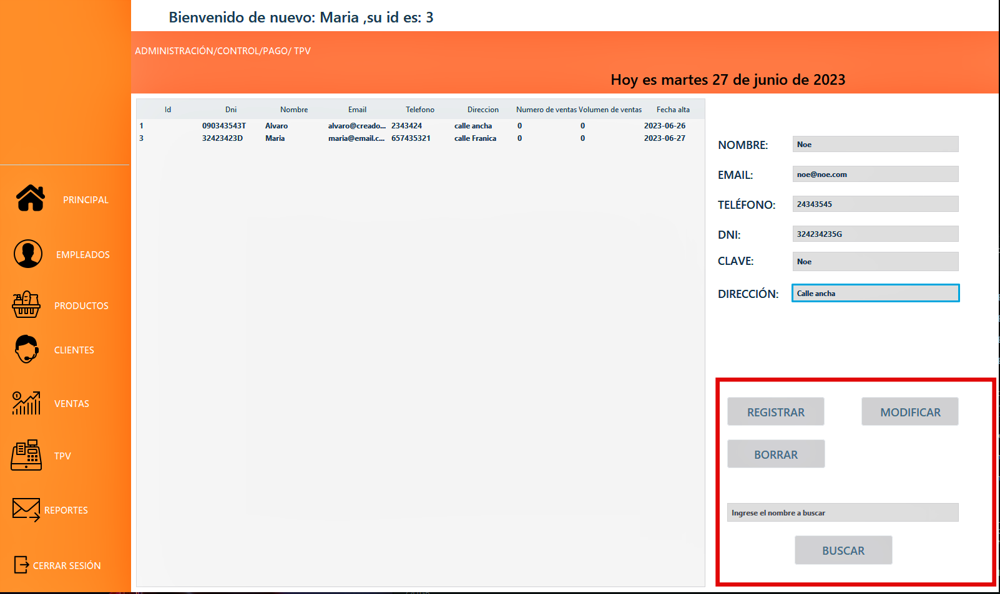 Bienvenido de nuevo: Maria ,su id es: 3
ADMINISTRACIÓN/CONTROL/PAGO/ TPV
Hoy es martes 27 de junio de 2023
PRINCIPAL
EMPLEADOS
PRODUCTOS
CLIENTES
VENTAS
TPV
REPORTES
CERRAR SESIÓN
Id Dni Nombre Email Telefono Direccion Numero de ventas Volumen de ventas Fecha alta
1 090343543T Alvaro alvaro@creado... 2343424 calle ancha 0 0 2023-06-26
3 32423423D Maria maria@email.c... 657435321 calle Franica 0 0 2023-06-27
NOMBRE: Noe
EMAIL: noe@noe.com
TELÉFONO: 24343545
DNI: 324234235G
CLAVE: Noe
DIRECCIÓN: Calle ancha
REGISTRAR MODIFICAR
BORRAR
Ingrese el nombre a buscar
BUSCAR